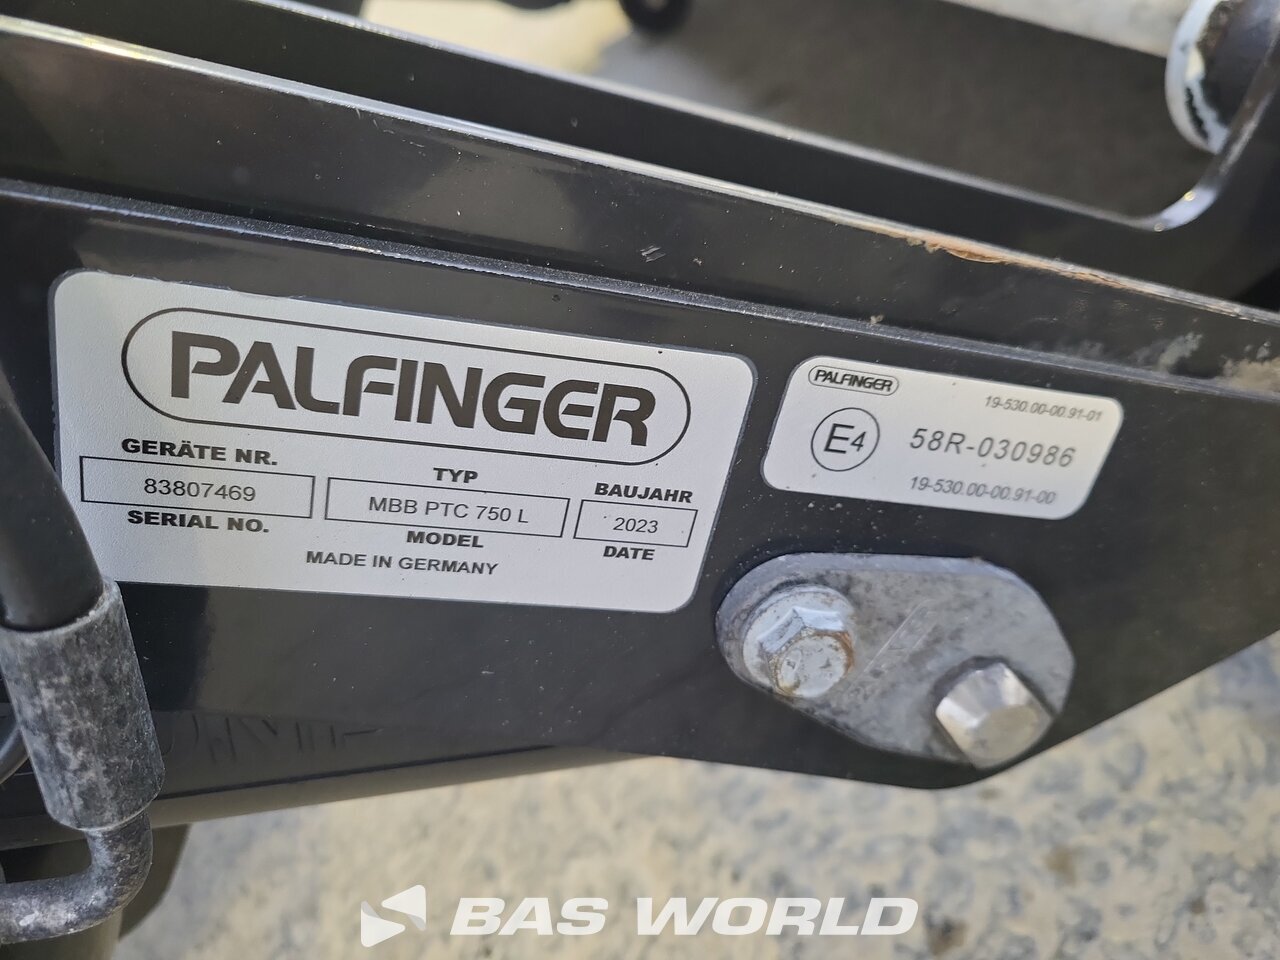 PALFINGER
GERÄTE NR.
83807469
SERIAL NO.
TYP
MBB PTC 750 L
MODEL
BAUJAHR
2023
DATE
MADE IN GERMANY
PALFINGER
19-530.00-00.91-01
E4
58R-030986
19-530.00-00.91-00
BAS WORLD